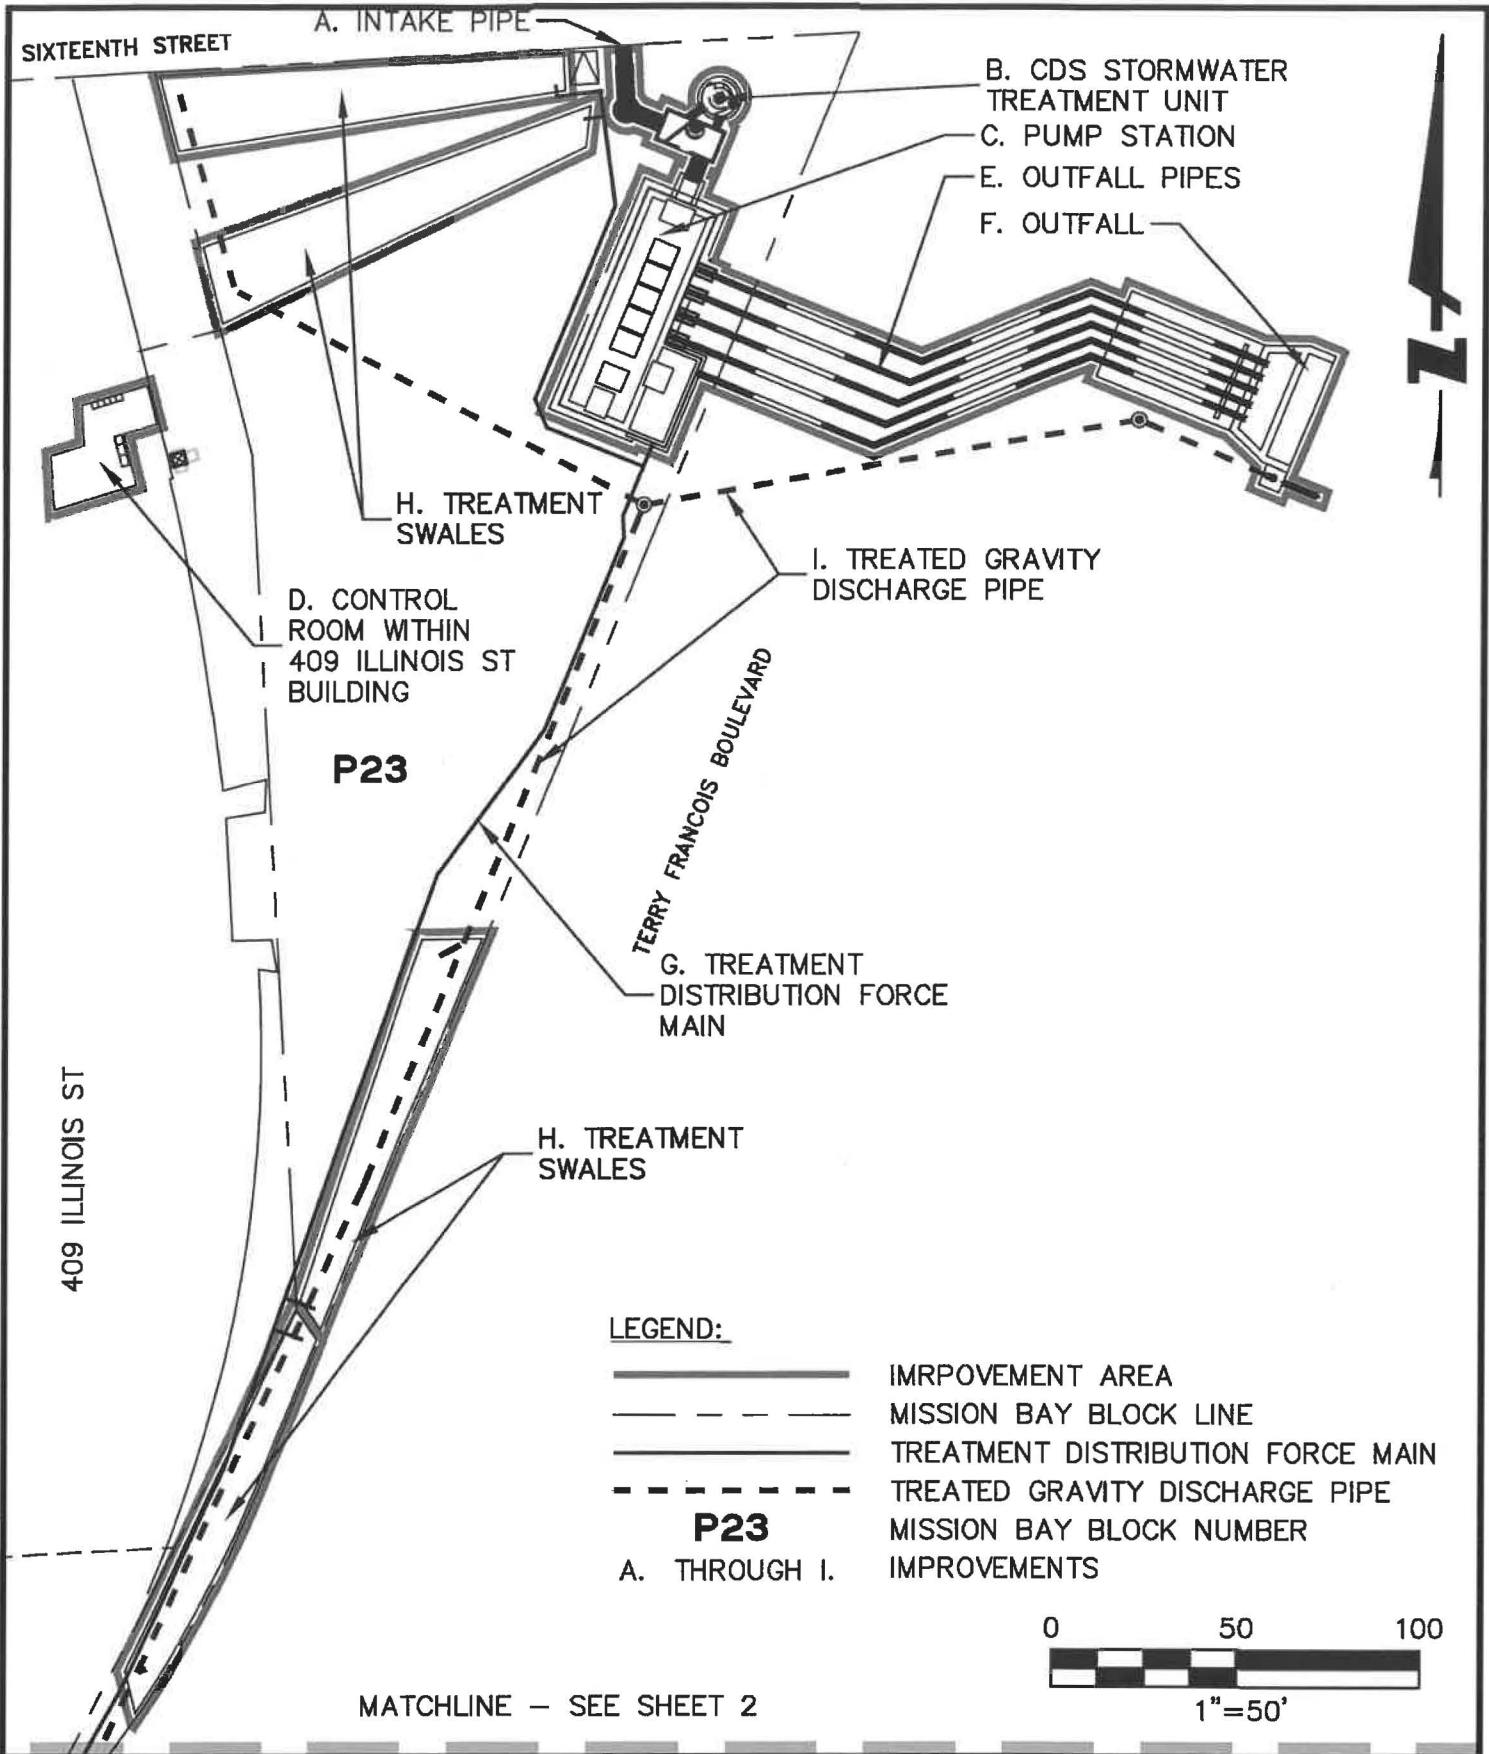 A. INTAKE PIPE
SIXTEENTH STREET
B. CDS STORMWATER
TREATMENT UNIT
C. PUMP STATION
E. OUTFALL PIPES
F. OUTFALL
Z
H. TREATMENT
SWALES
I. TREATED GRAVITY
DISCHARGE PIPE
D. CONTROL
ROOM WITHIN
409 ILLINOIS ST
BUILDING
P23
TERRY FRANCOIS BOULEVARD
G. TREATMENT
DISTRIBUTION FORCE
MAIN
409 ILLINOIS ST
H. TREATMENT
SWALES
LEGEND:
IMRPOVEMENT AREA
MISSION BAY BLOCK LINE
TREATMENT DISTRIBUTION FORCE MAIN
TREATED GRAVITY DISCHARGE PIPE
P23 MISSION BAY BLOCK NUMBER
A. THROUGH I. IMPROVEMENTS
0 50 100
1"=50'
MATCHLINE – SEE SHEET 2